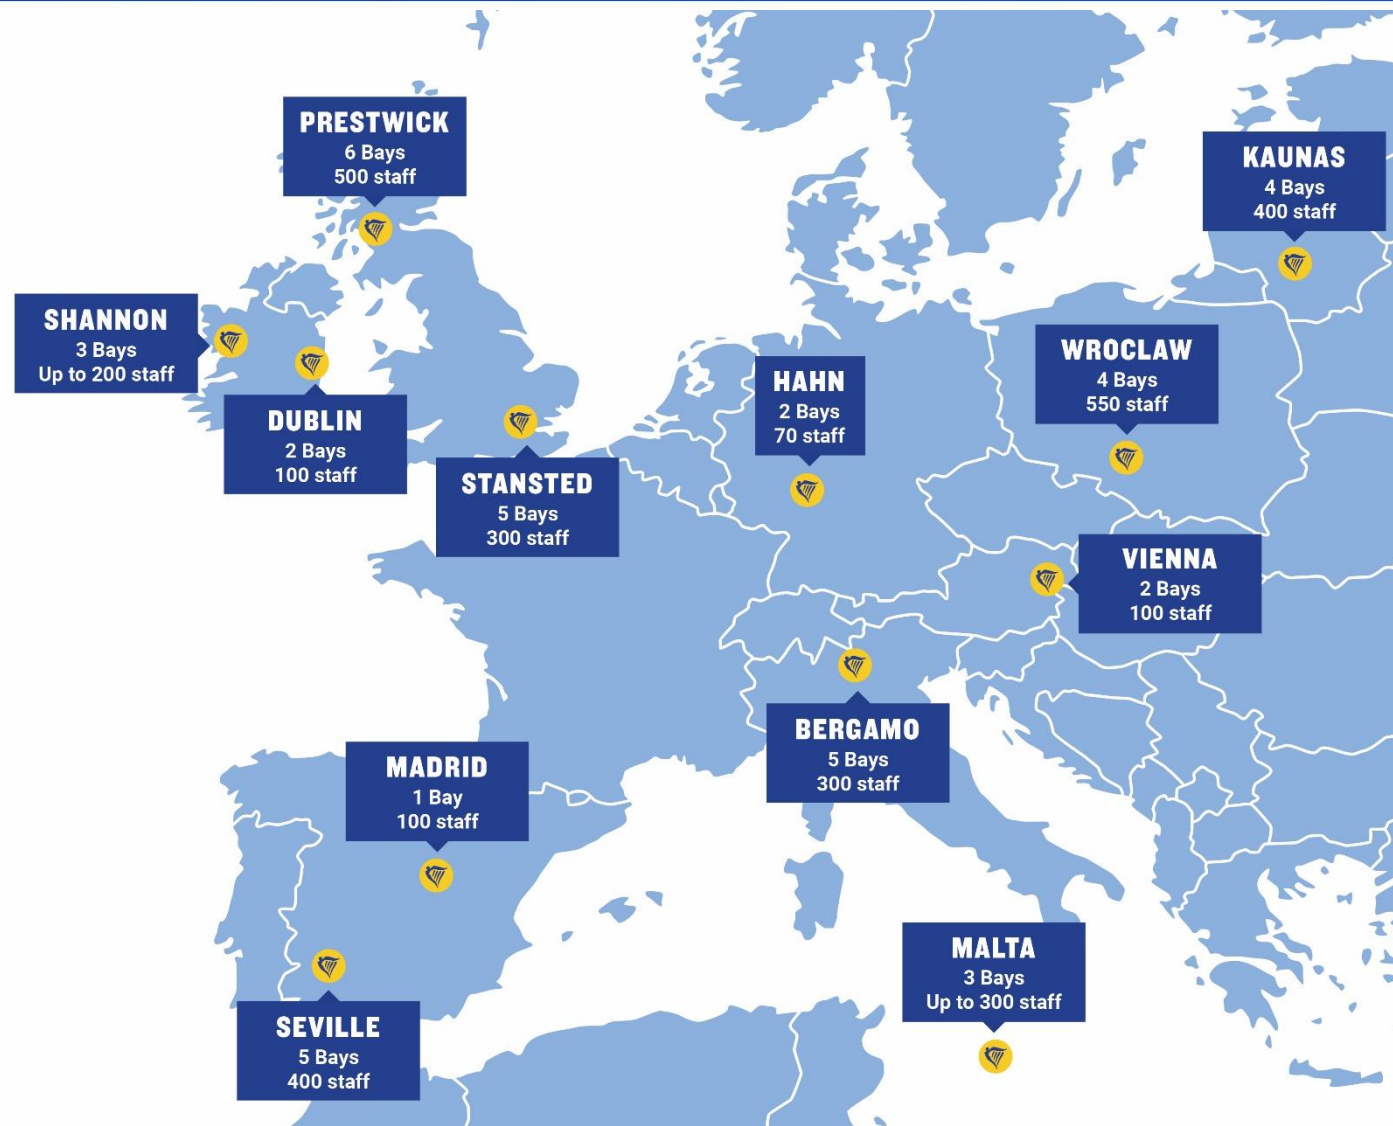 PRESTWICK
6 Bays
500 staff
KAUNAS
4 Bays
400 staff
SHANNON
3 Bays
Up to 200 staff
DUBLIN
2 Bays
100 staff
STANSTED
5 Bays
300 staff
HAHN
2 Bays
70 staff
WROCLAW
4 Bays
550 staff
VIENNA
2 Bays
100 staff
BERGAMO
5 Bays
300 staff
MADRID
1 Bay
100 staff
MALTA
3 Bays
Up to 300 staff
SEVILLE
5 Bays
400 staff